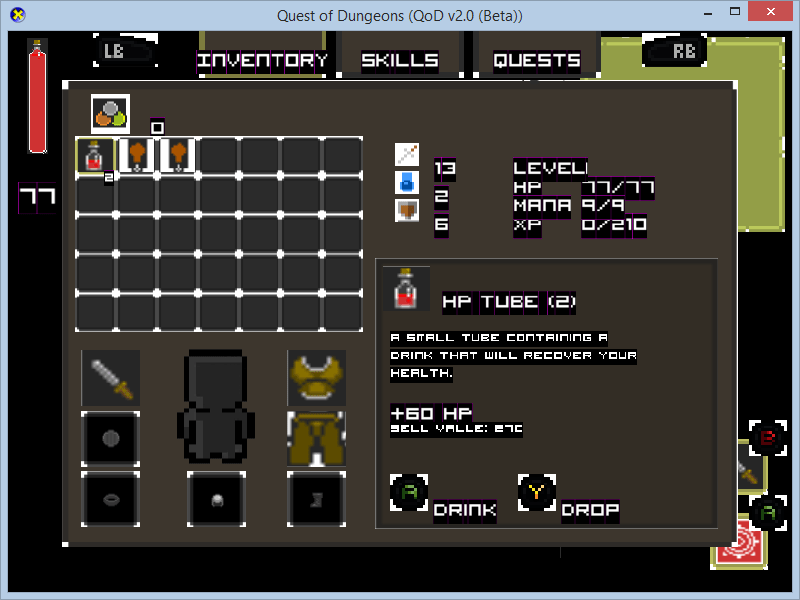 Quest of Dungeons (QoD v2.0 (Beta))
LB
INVENTORY
SKILLS
QUESTS
RB
0
2
77
13
2
6
LEVEL
HP 77/77
MANA 9/9
XP 0/210
HP TUBE (2)
A SMALL TUBE CONTAINING A
DRINK THAT WILL RECOVER YOUR
HEALTH.
+60 HP
SELL VALUE: 27C
A DRINK
Y DROP
B
A